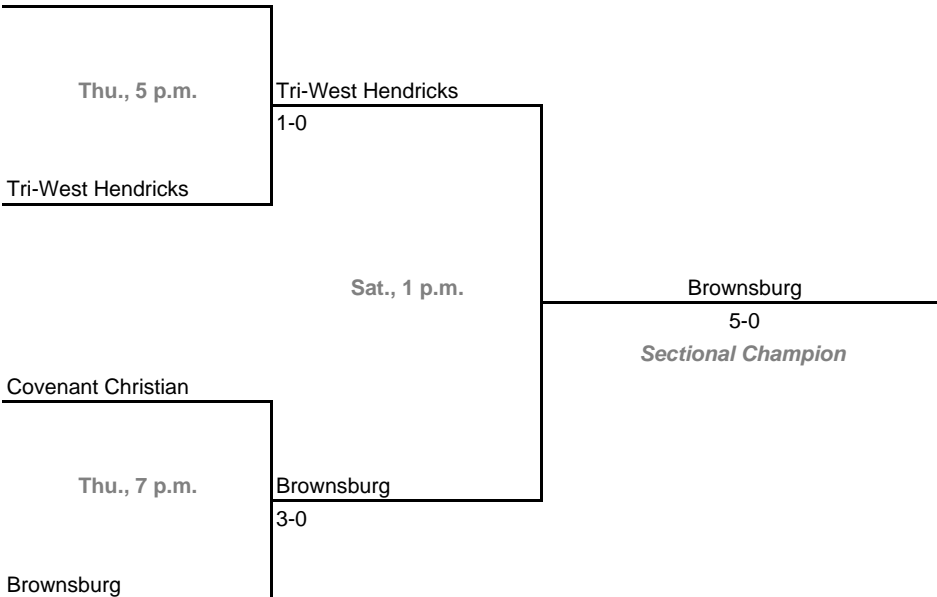 Thu., 5 p.m.
Tri-West Hendricks
1-0
Tri-West Hendricks
Sat., 1 p.m.
Brownsburg
5-0
Sectional Champion
Covenant Christian
Thu., 7 p.m.
Brownsburg
3-0
Brownsburg